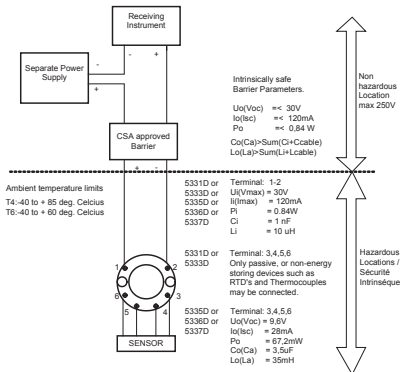 Receiving
Instrument
- +
Separate Power
Supply
-
+
CSA approved
Barrier
+ -
Intrinsically safe
Barrier Parameters.
Uo(Voc) =< 30V
Io(Isc) =< 120mA
Po =< 0,84 W
Co(Ca)>Sum(Ci+Ccable)
Lo(La)>Sum(Li+Lcable)
Non
hazardous
Location
max 250V
Ambient temperature limits
T4:-40 to + 85 deg. Celcius
T6:-40 to + 60 deg. Celcius
5331D or Terminal: 1-2
5333D or Ui(Vmax) = 30V
5335D or Ii(Imax) = 120mA
5336D or Pi = 0.84W
5337D Ci = 1 nF
Li = 10 uH
5331D or Terminal: 3,4,5,6
5333D Only passive, or non-energy
storing devices such as
RTD's and Thermocouples
may be connected.
Hazardous
Locations /
Sécurité
Intrinséque
1 2
6 3
5 4
5335D or Terminal: 3,4,5,6
5336D or Uo(Voc) = 9,6V
5337D Io(Isc) = 28mA
Po = 67,2mW
Co(Ca) = 3,5uF
Lo(La) = 35mH
SENSOR